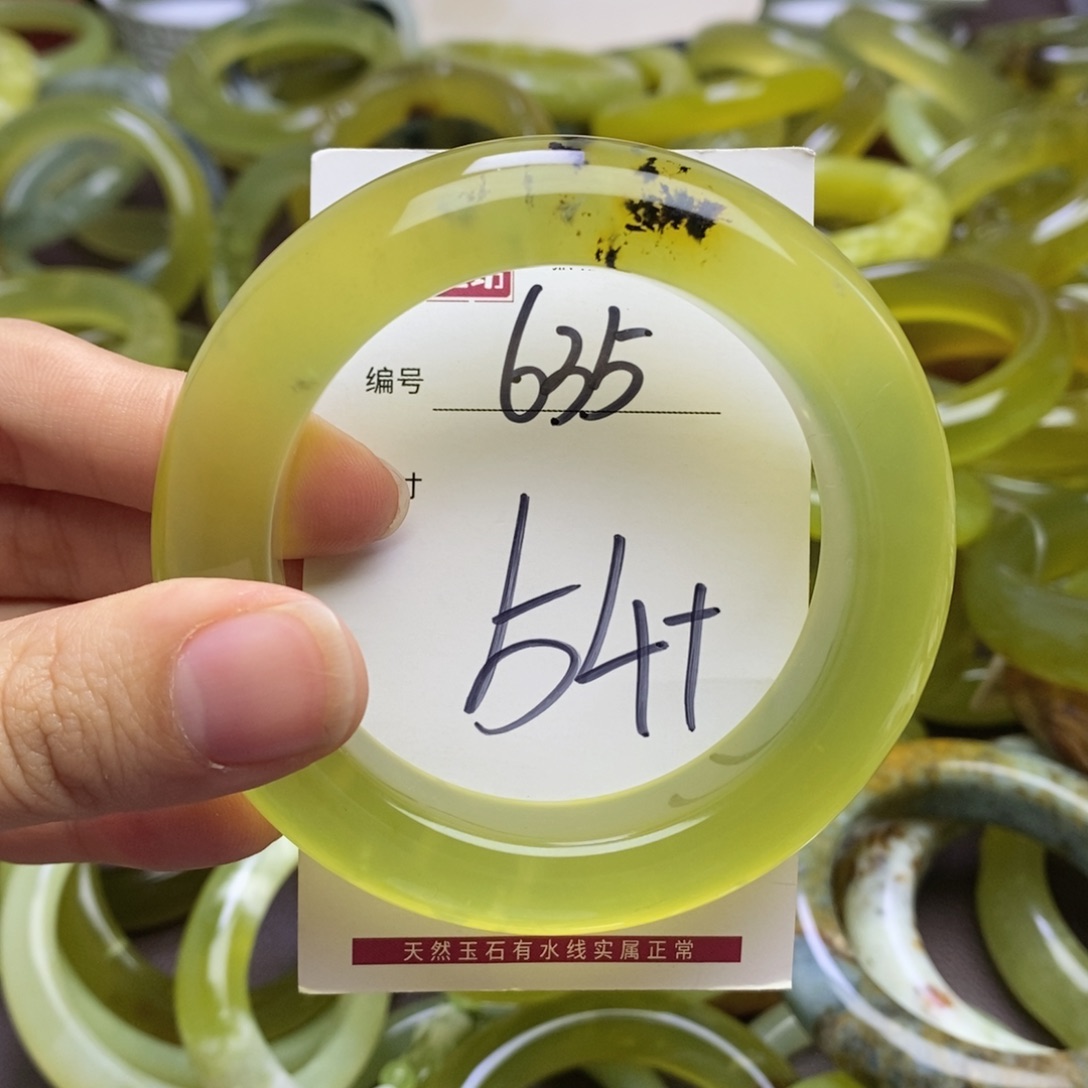 编号 635
寸
54+
天然玉石有水线实属正常